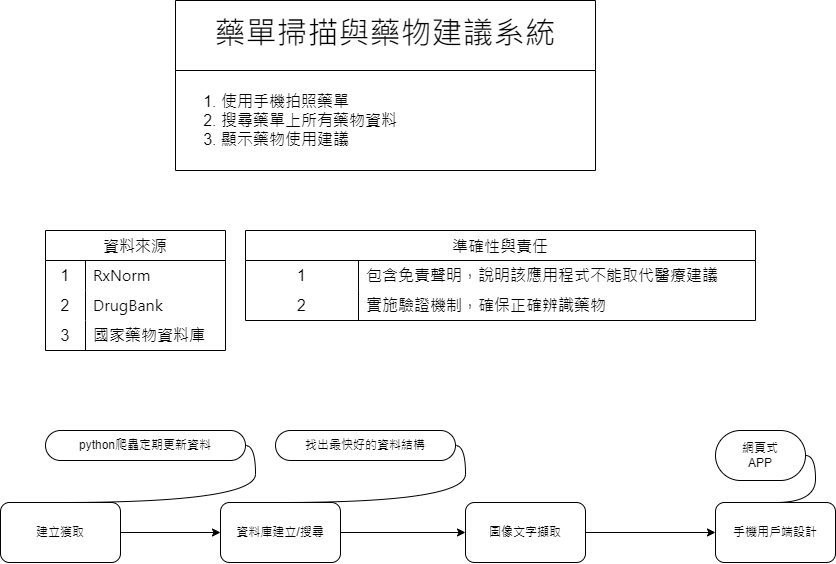 藥單掃描與藥物建議系統
1. 使用手機拍照藥單
2. 搜尋藥單上所有藥物資料
3. 顯示藥物使用建議
資料來源
1 RxNorm
2 DrugBank
3 國家藥物資料庫
準確性與責任
1 包含免責聲明，說明該應用程式不能取代醫療建議
2 實施驗證機制，確保正確辨識藥物
python爬蟲定期更新資料
找出最快好的資料結構
網頁式
APP
建立獲取
資料庫建立/搜尋
圖像文字擷取
手機用戶端設計